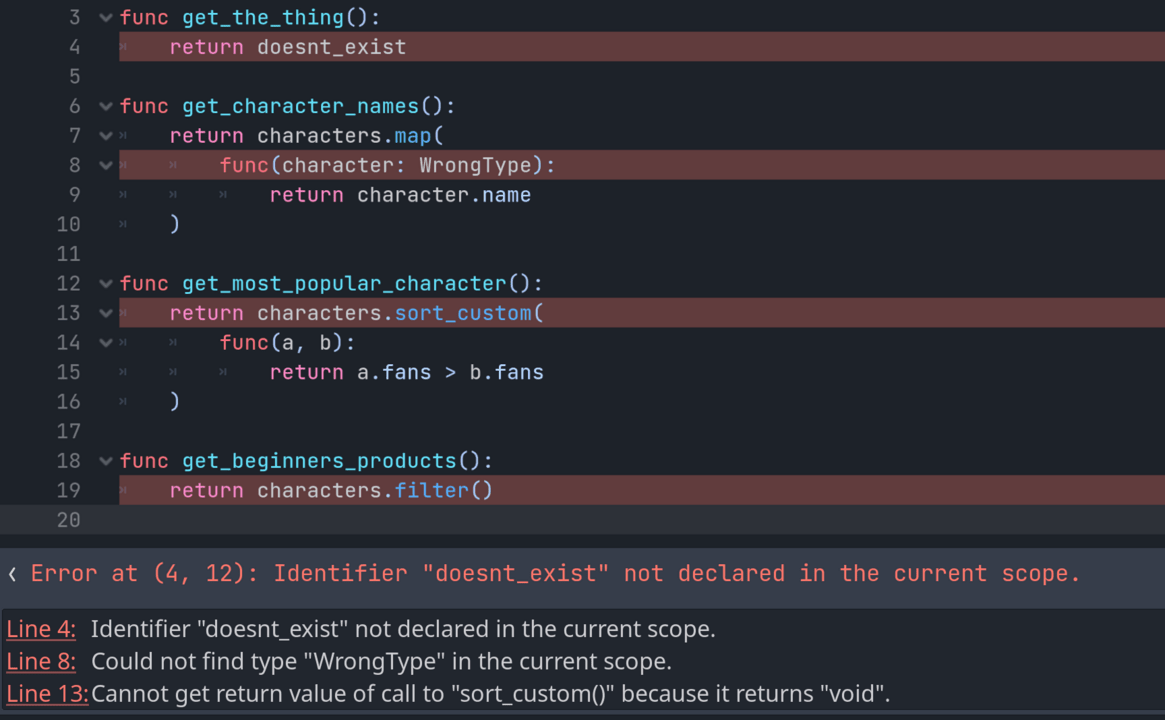 3 func get_the_thing():
4 return doesnt_exist
5
6 func get_character_names():
7 return characters.map(
8 func(character: WrongType):
9 return character.name
10 )
11
12 func get_most_popular_character():
13 return characters.sort_custom(
14 func(a, b):
15 return a.fans > b.fans
16 )
17
18 func get_beginners_products():
19 return characters.filter()
20
Error at (4, 12): Identifier "doesnt_exist" not declared in the current scope.
Line 4: Identifier "doesnt_exist" not declared in the current scope.
Line 8: Could not find type "WrongType" in the current scope.
Line 13: Cannot get return value of call to "sort_custom()" because it returns "void".